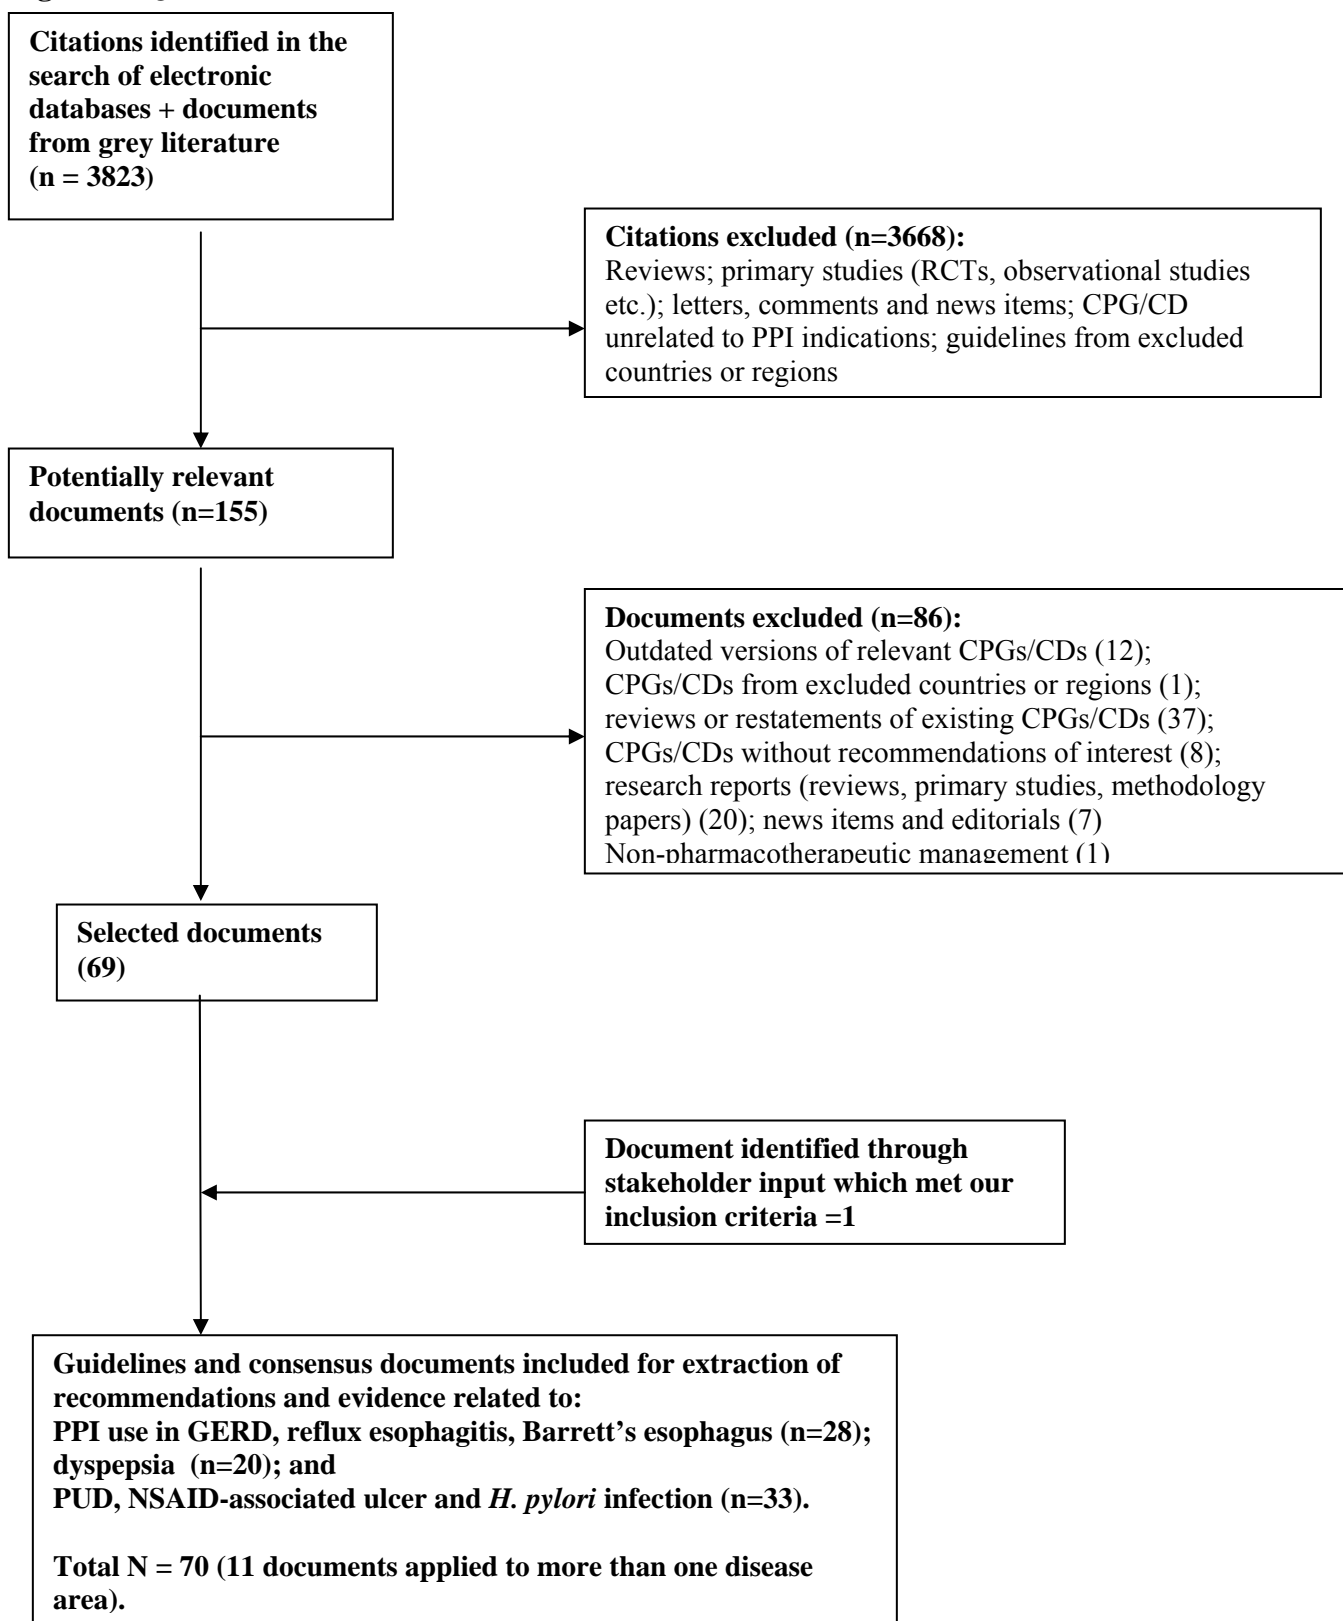 Citations identified in the
search of electronic
databases + documents
from grey literature
(n = 3823)
Citations excluded (n=3668):
Reviews; primary studies (RCTs, observational studies
etc.); letters, comments and news items; CPG/CD
unrelated to PPI indications; guidelines from excluded
countries or regions
Potentially relevant
documents (n=155)
Documents excluded (n=86):
Outdated versions of relevant CPGs/CDs (12);
CPGs/CDs from excluded countries or regions (1);
reviews or restatements of existing CPGs/CDs (37);
CPGs/CDs without recommendations of interest (8);
research reports (reviews, primary studies, methodology
papers) (20); news items and editorials (7)
Non-pharmacotherapeutic management (1)
Selected documents
(69)
Document identified through
stakeholder input which met our
inclusion criteria =1
Guidelines and consensus documents included for extraction of
recommendations and evidence related to:
PPI use in GERD, reflux esophagitis, Barrett’s esophagus (n=28);
dyspepsia  (n=20); and
PUD, NSAID-associated ulcer and H. pylori infection (n=33).
Total N = 70 (11 documents applied to more than one disease
area).